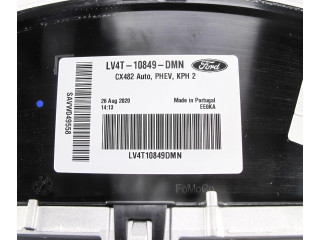 LV4T-10849-DMN
Ford
CX482 Auto, PHEV, KPH 2
26 Aug 2020
14:13
Made in Portugal
EE0KA
SAVW049558
LV4T10849DMN
FoMoCo